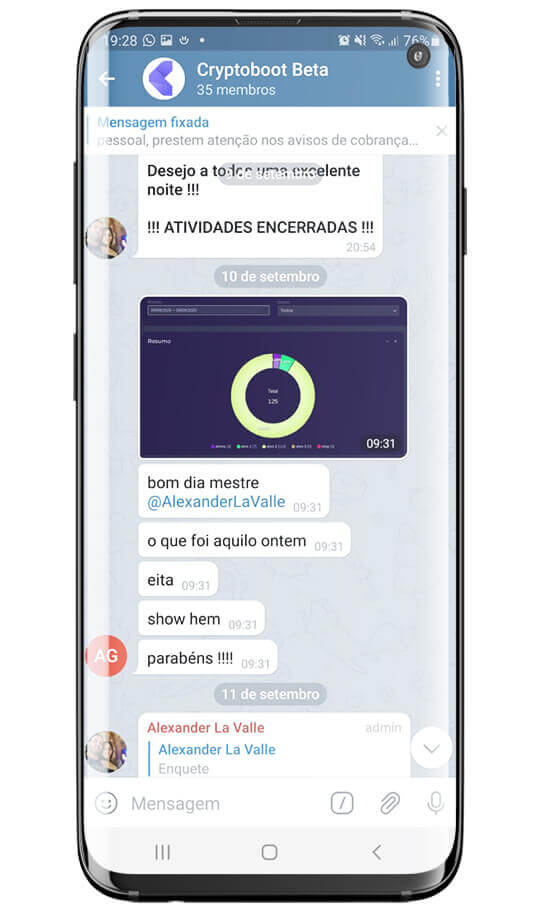 19:28
76%
Cryptoboot Beta
35 membros
Mensagem fixada
pessoal, prestem atenção nos avisos de cobrança...
Desejo a todos uma excelente
de setembro
noite !!!
!!! ATIVIDADES ENCERRADAS !!!
20:54
10 de setembro
Todos
Resumo
Total
125
09:31
bom dia mestre
@AlexanderLaValle 09:31
o que foi aquilo ontem 09:31
eita 09:31
show hem 09:31
AG
parabéns !!!! 09:31
11 de setembro
Alexander La Valle admin
Alexander La Valle
Enquete
Mensagem